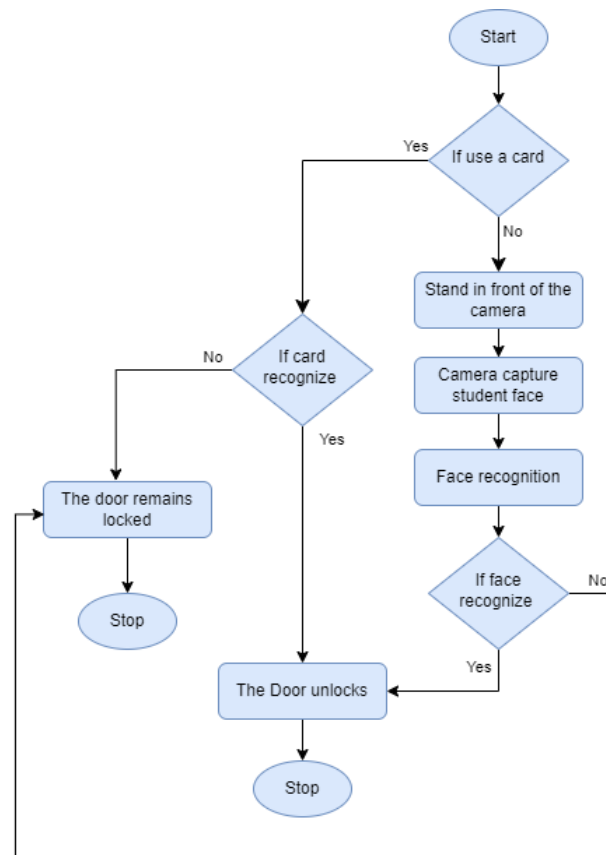 Start
If use a card
Yes
No
Stand in front of the
camera
Camera capture
student face
Face recognition
If face
recognize
No
Yes
If card
recognize
No
Yes
The door remains
locked
Stop
The Door unlocks
Stop